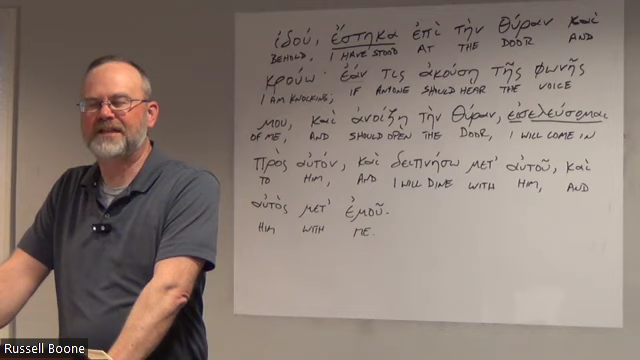 ἰδού, ἕστηκα ἐπὶ τὴν θύραν καὶ
BEHOLD, I HAVE STOOD AT THE DOOR AND
κρούω· ἐάν τις ἀκούσῃ τῆς φωνῆς
I AM KNOCKING; IF ANYONE SHOULD HEAR THE VOICE
μου, καὶ ἀνοίξῃ τὴν θύραν, εἰσελεύσομαι
OF ME, AND SHOULD OPEN THE DOOR, I WILL COME IN
πρὸς αὐτόν, καὶ δειπνήσω μετ' αὐτοῦ, καὶ
TO HIM, AND I WILL DINE WITH HIM, AND
αὐτὸς μετ' ἐμοῦ.
HIM WITH ME.
Russell Boone